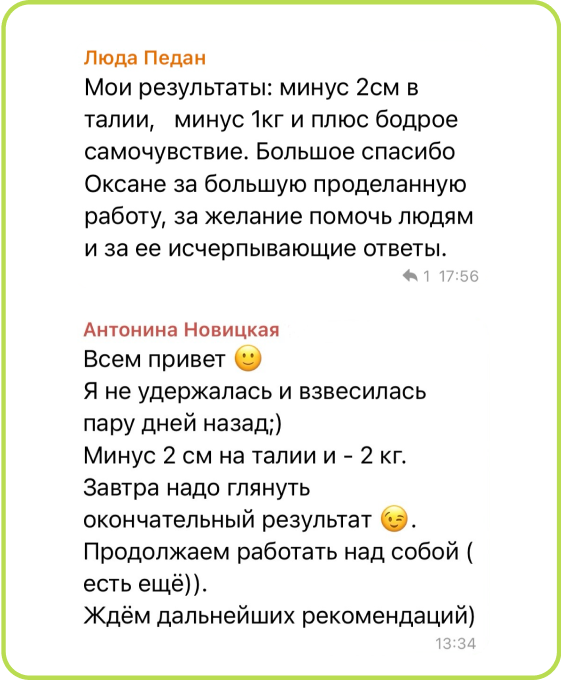 Люда Педан
Мои результаты: минус 2см в
талии, минус 1кг и плюс бодрое
самочувствие. Большое спасибо
Оксане за большую проделанную
работу, за желание помочь людям
и за ее исчерпывающие ответы.
1 17:56
Антонина Новицкая
Всем привет 🙂
Я не удержалась и взвесилась
пару дней назад;)
Минус 2 см на талии и - 2 кг.
Завтра надо глянуть
окончательный результат 😉.
Продолжаем работать над собой (
есть ещё)).
Ждём дальнейших рекомендаций)
13:34